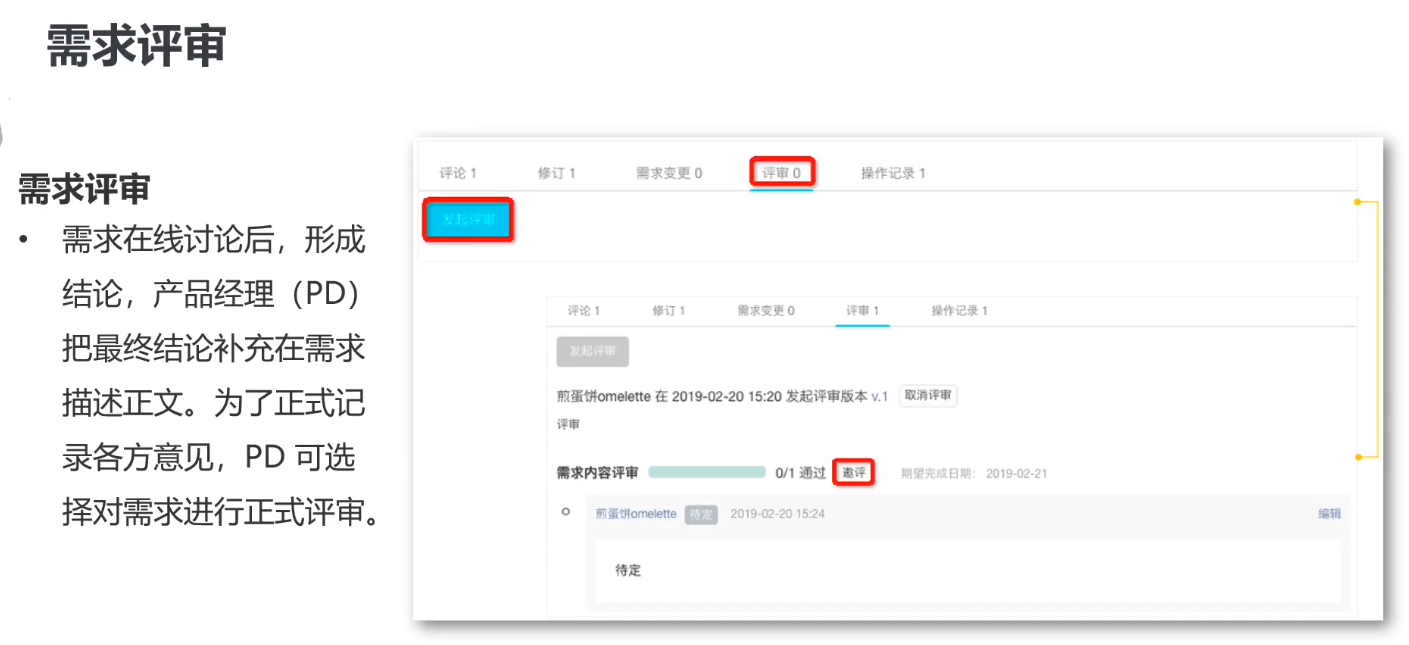 需求评审
需求评审
• 需求在线讨论后，形成
结论，产品经理（PD）
把最终结论补充在需求
描述正文。为了正式记
录各方意见，PD 可选
择对需求进行正式评审。
评论 1 修订 1 需求变更 0 评审 0 操作记录 1
发起评审
评论 1 修订 1 需求变更 0 评审 1 操作记录 1
发起评审
煎蛋饼omelette 在 2019-02-20 15:20 发起评审版本 v.1 取消评审
评审
需求内容评审 0/1 通过 邀评 期望完成日期： 2019-02-21
煎蛋饼omelette 待定 2019-02-20 15:24 编辑
待定